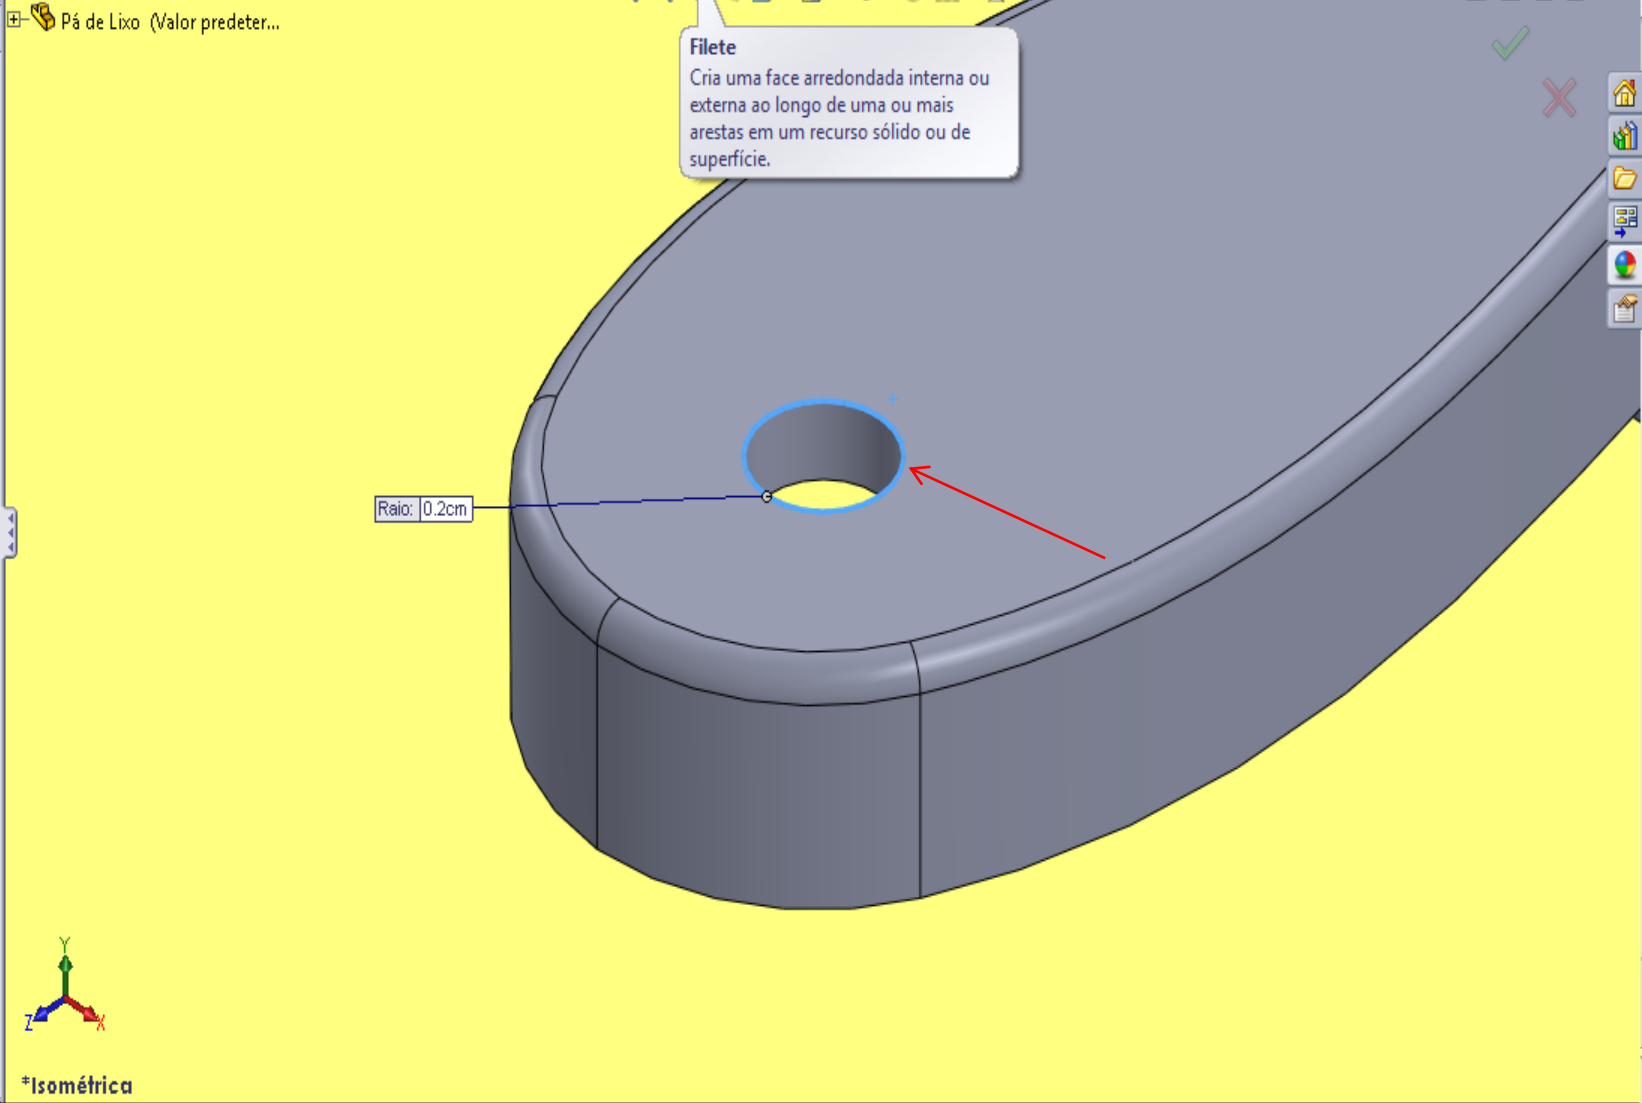 Pá de Lixo (Valor predeter...
Filete
Cria uma face arredondada interna ou
externa ao longo de uma ou mais
arestas em um recurso sólido ou de
superfície.
Raio: 0.2cm
Y
Z
X
*Isométrica